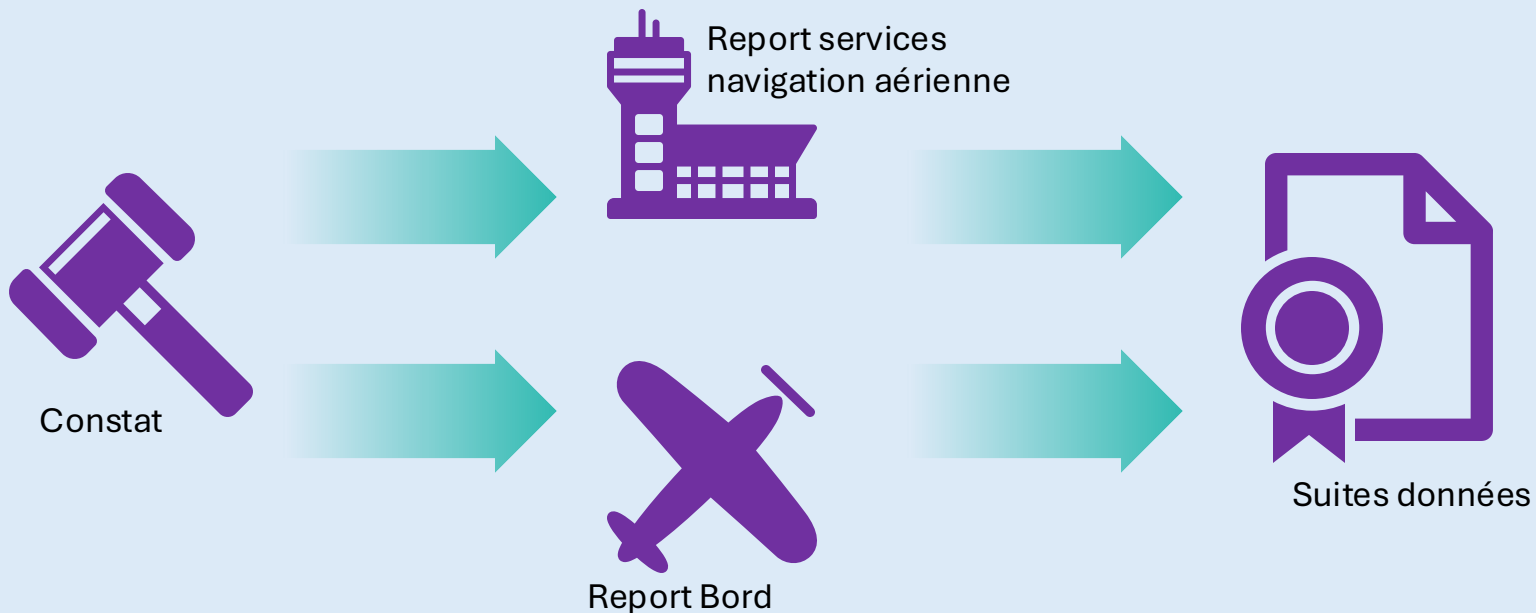 Report services
navigation aérienne
Constat
Suites données
Report Bord